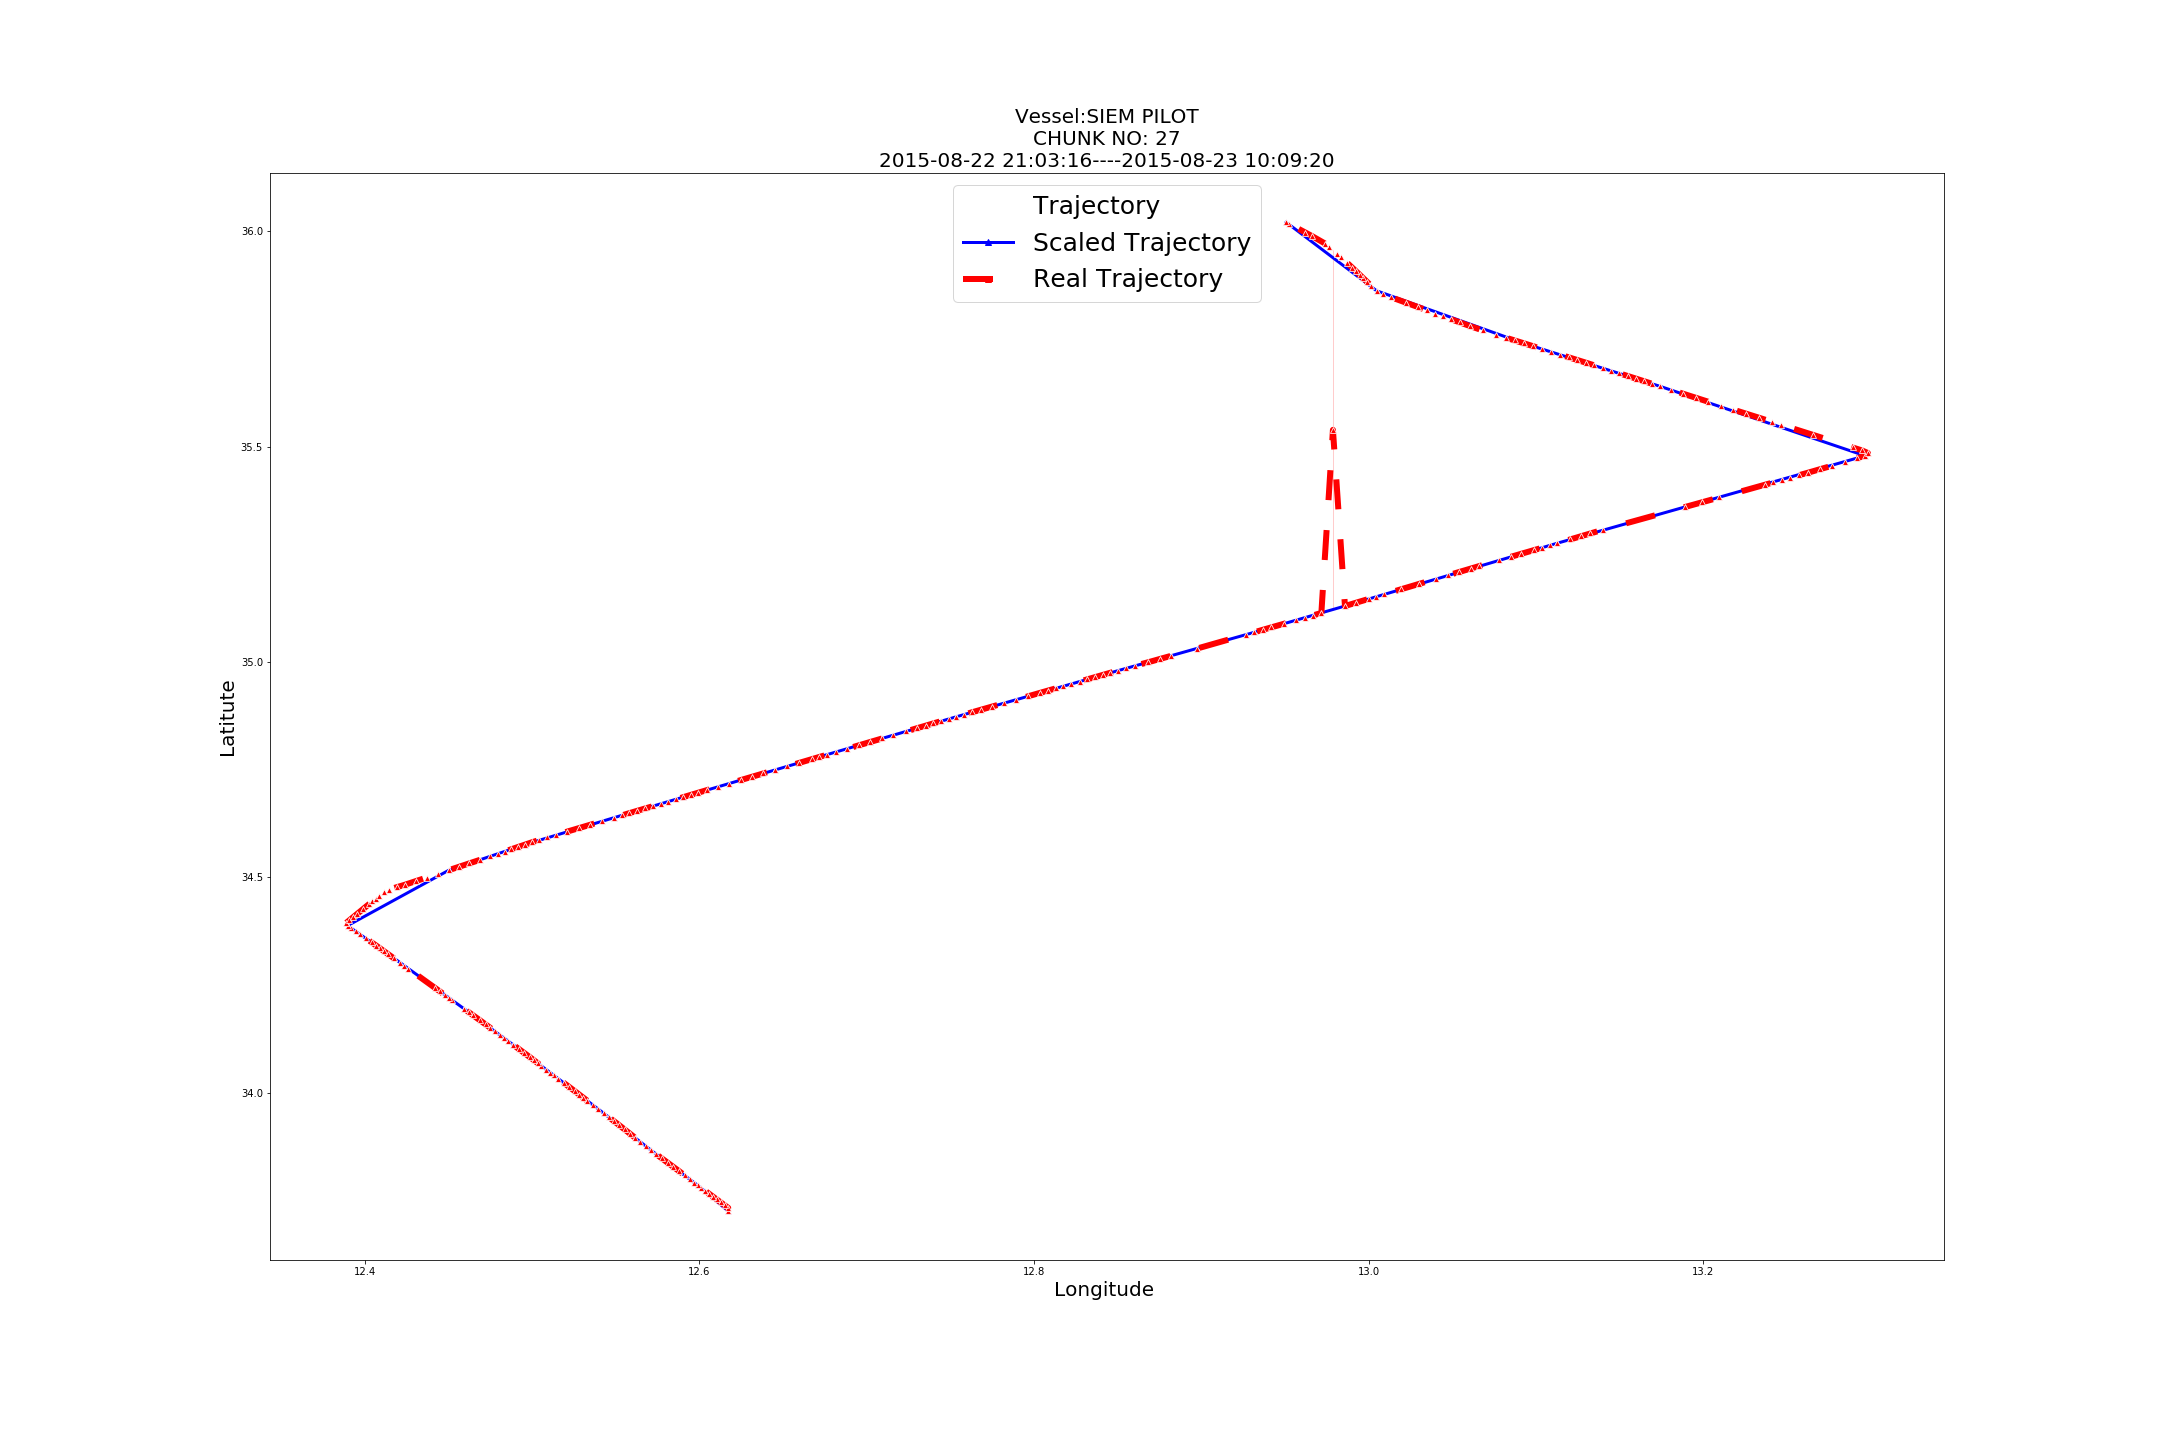 Vessel:SIEM PILOT
CHUNK NO: 27
2015-08-22 21:03:16----2015-08-23 10:09:20
Trajectory
Scaled Trajectory
Real Trajectory
36.0
35.5
35.0
34.5
34.0
Latitute
12.4
12.6
12.8
13.0
13.2
Longitude